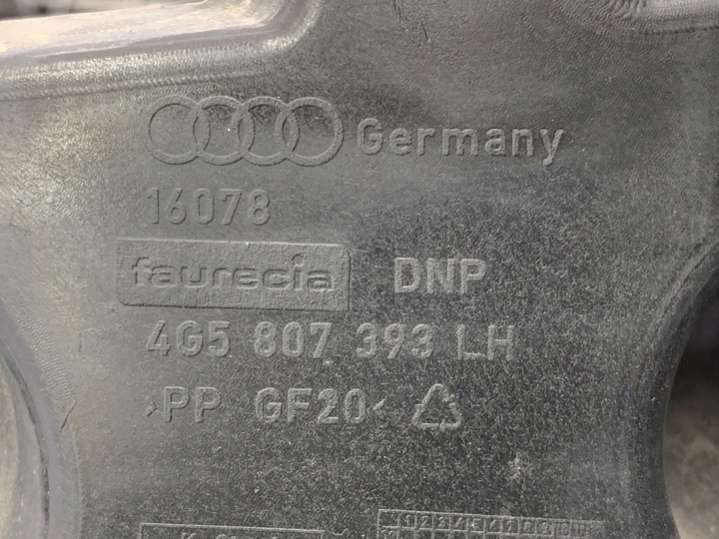 Germany
16078
faurecia DNP
4G5 807 393 LH
>PP GF20<